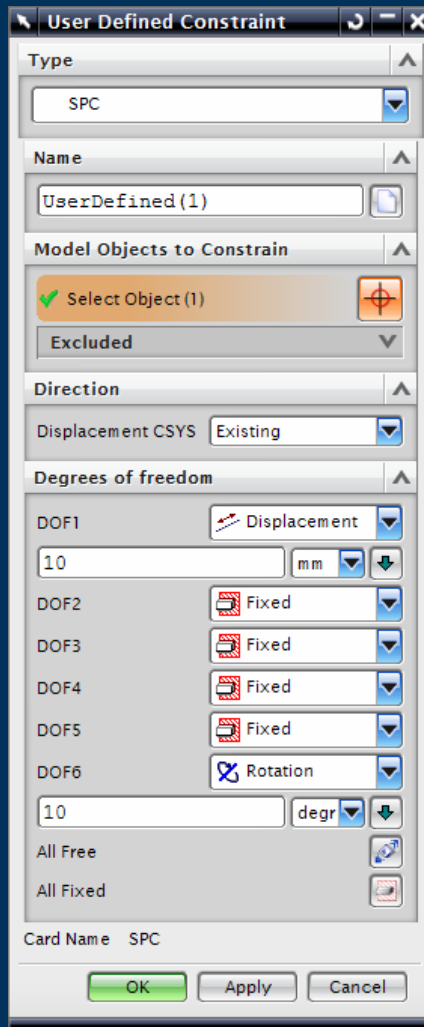 User Defined Constraint
Type
SPC
Name
UserDefined(1)
Model Objects to Constrain
Select Object (1)
Excluded
Direction
Displacement CSYS Existing
Degrees of freedom
DOF1 Displacement
10 mm
DOF2 Fixed
DOF3 Fixed
DOF4 Fixed
DOF5 Fixed
DOF6 Rotation
10 degr
All Free
All Fixed
Card Name SPC
OK Apply Cancel